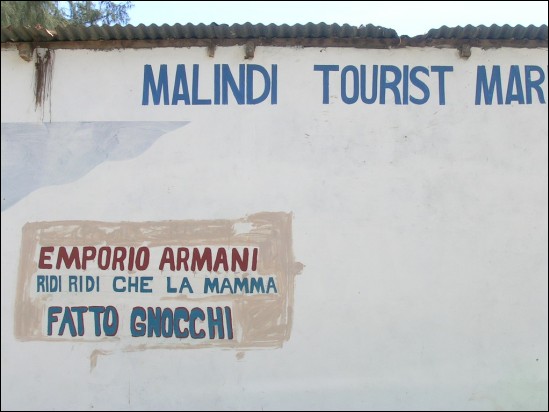 MALINDI TOURIST MAR
EMPORIO ARMANI
RIDI RIDI CHE LA MAMMA
FATTO GNOCCHI